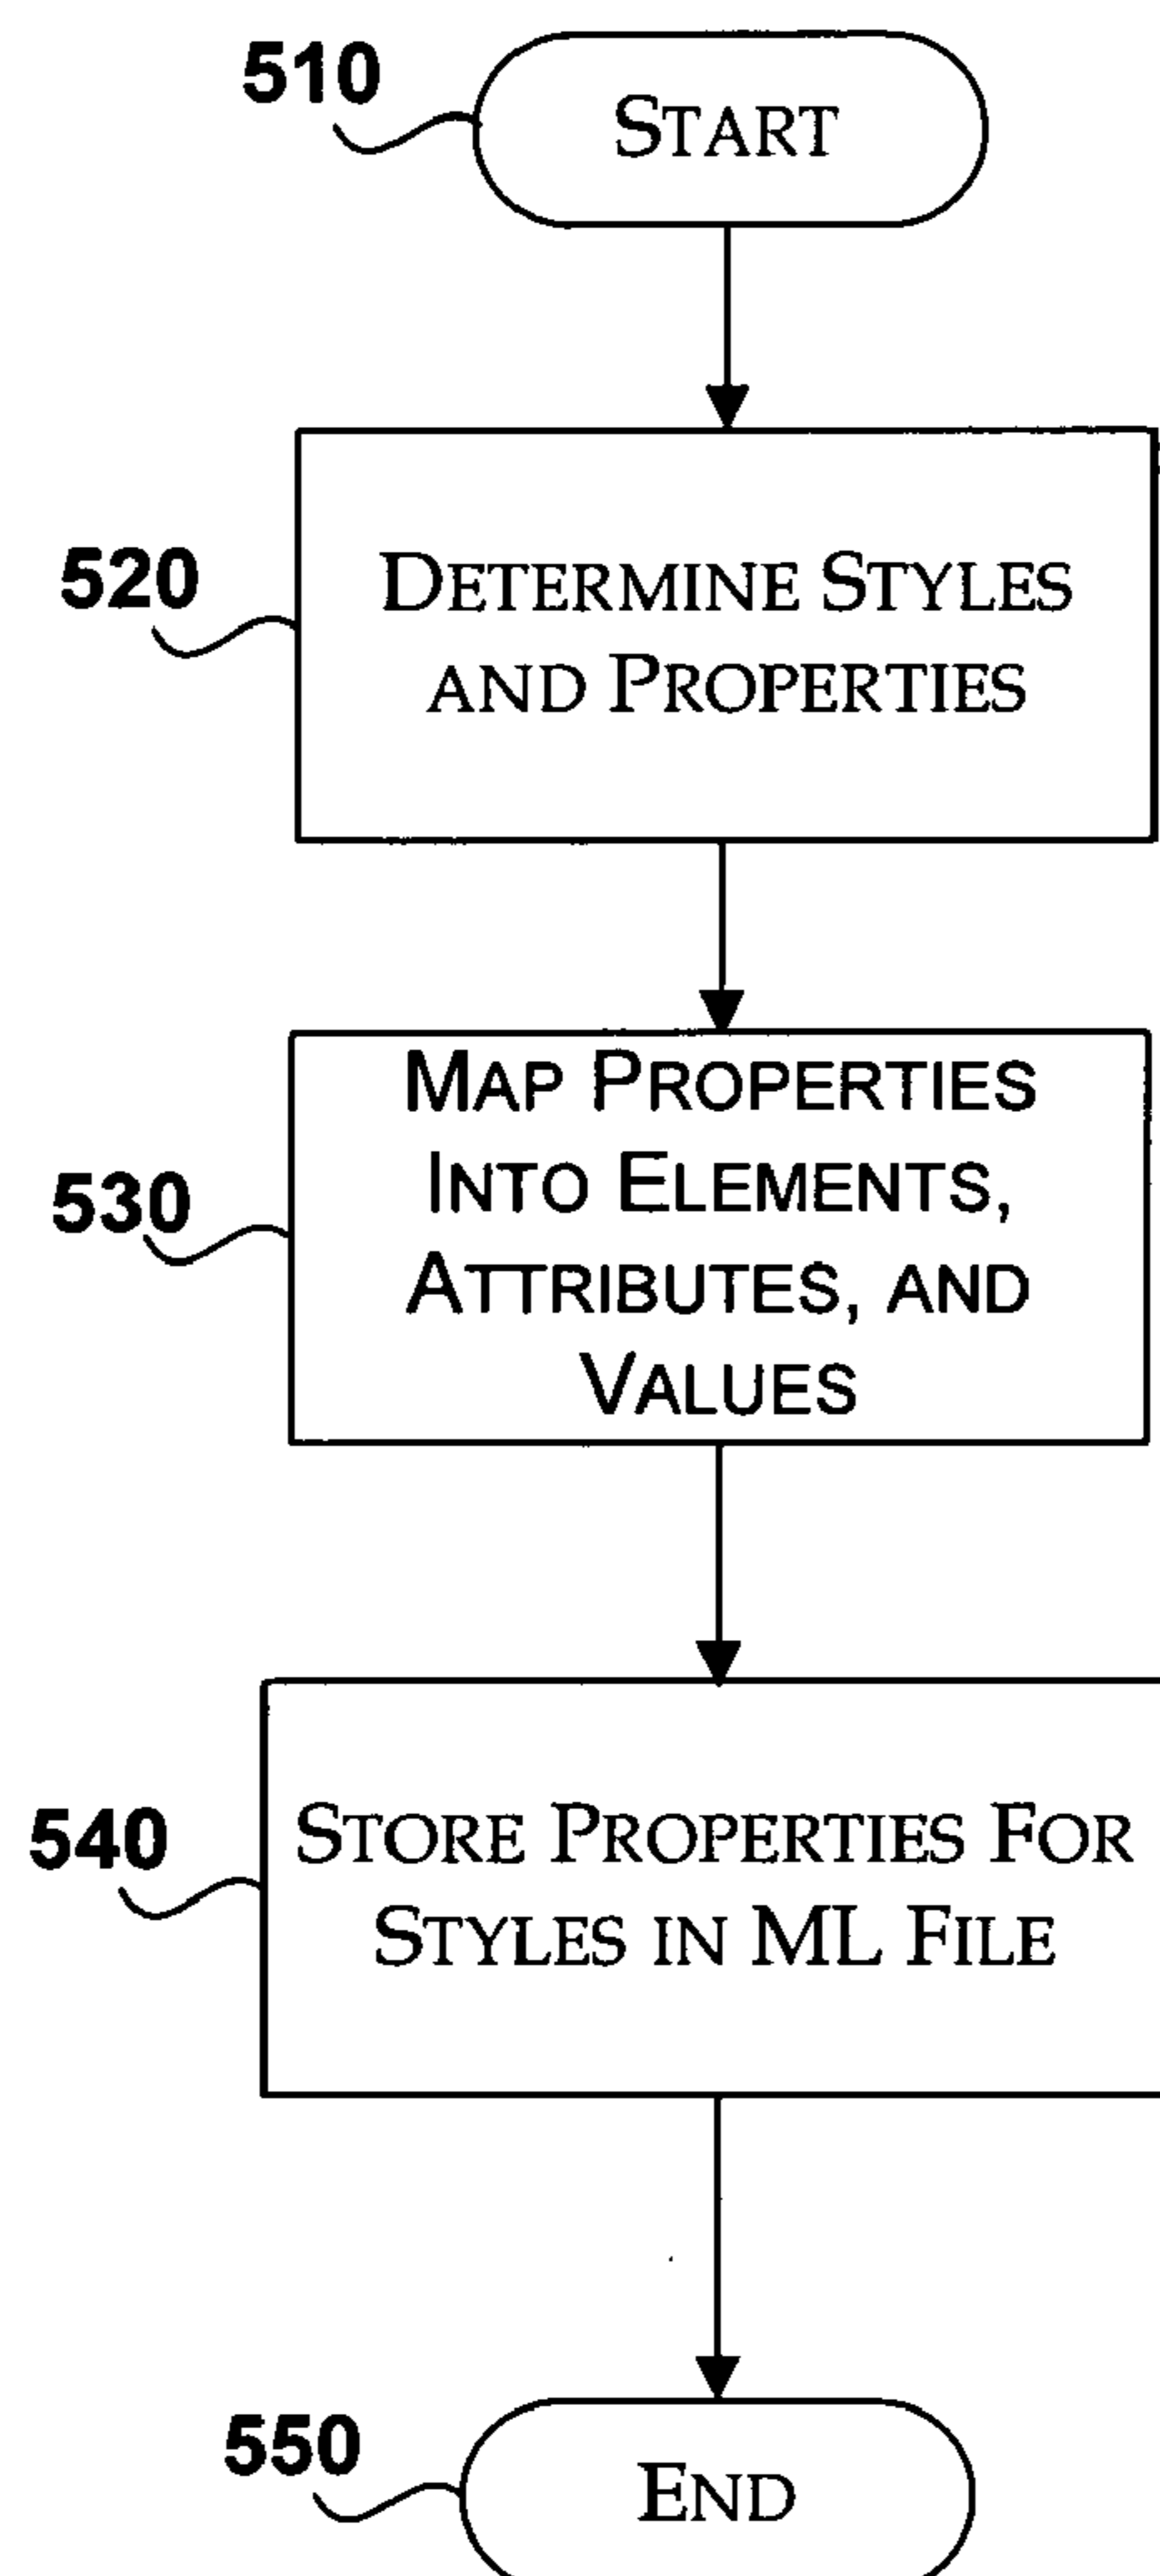 510
START
520
DETERMINE STYLES
AND PROPERTIES
530
MAP PROPERTIES
INTO ELEMENTS,
ATTRIBUTES, AND
VALUES
540
STORE PROPERTIES FOR
STYLES IN ML FILE
550
END